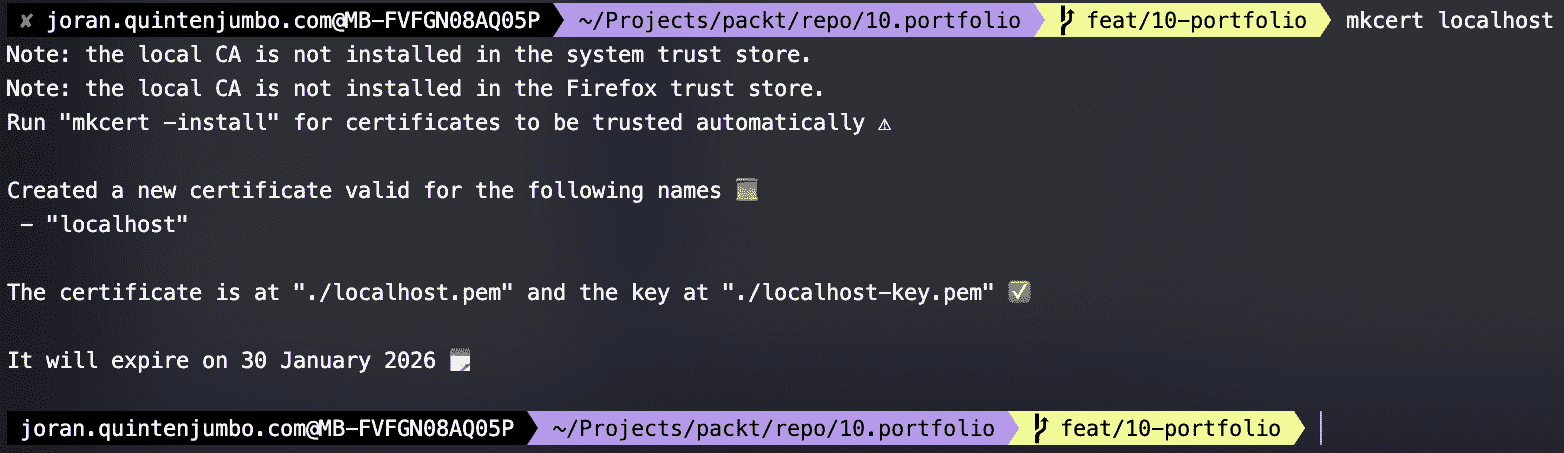 ✘ joran.quintenjumbo.com@MB-FVFGN08AQ05P ~/Projects/packt/repo/10.portfolio feat/10-portfolio mkcert localhost
Note: the local CA is not installed in the system trust store.
Note: the local CA is not installed in the Firefox trust store.
Run "mkcert -install" for certificates to be trusted automatically ⚠️

Created a new certificate valid for the following names 📜
 - "localhost"

The certificate is at "./localhost.pem" and the key at "./localhost-key.pem" ✅

It will expire on 30 January 2026 🗓

joran.quintenjumbo.com@MB-FVFGN08AQ05P ~/Projects/packt/repo/10.portfolio feat/10-portfolio